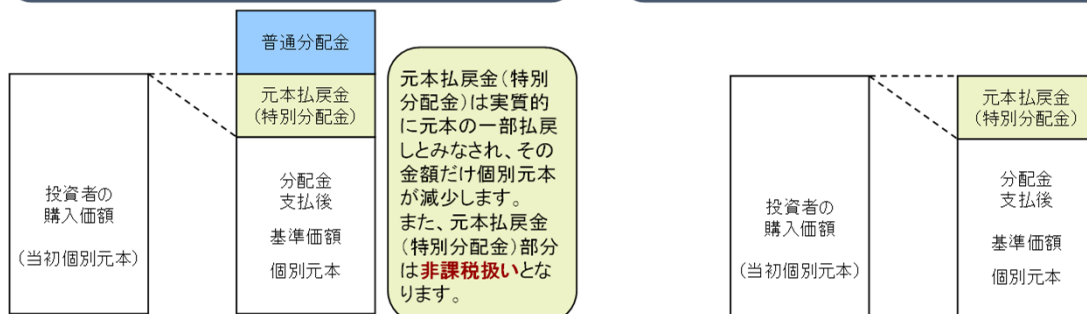 普通分配金
元本払戻金
(特別分配金)
投資者の
購入価額
(当初個別元本)
分配金
支払後
基準価額
個別元本
元本払戻金(特別
分配金)は実質的
に元本の一部払戻
しとみなされ、その
金額だけ個別元本
が減少します。
また、元本払戻金
(特別分配金)部分
は非課税扱いとな
ります。
投資者の
購入価額
(当初個別元本)
元本払戻金
(特別分配金)
分配金
支払後
基準価額
個別元本